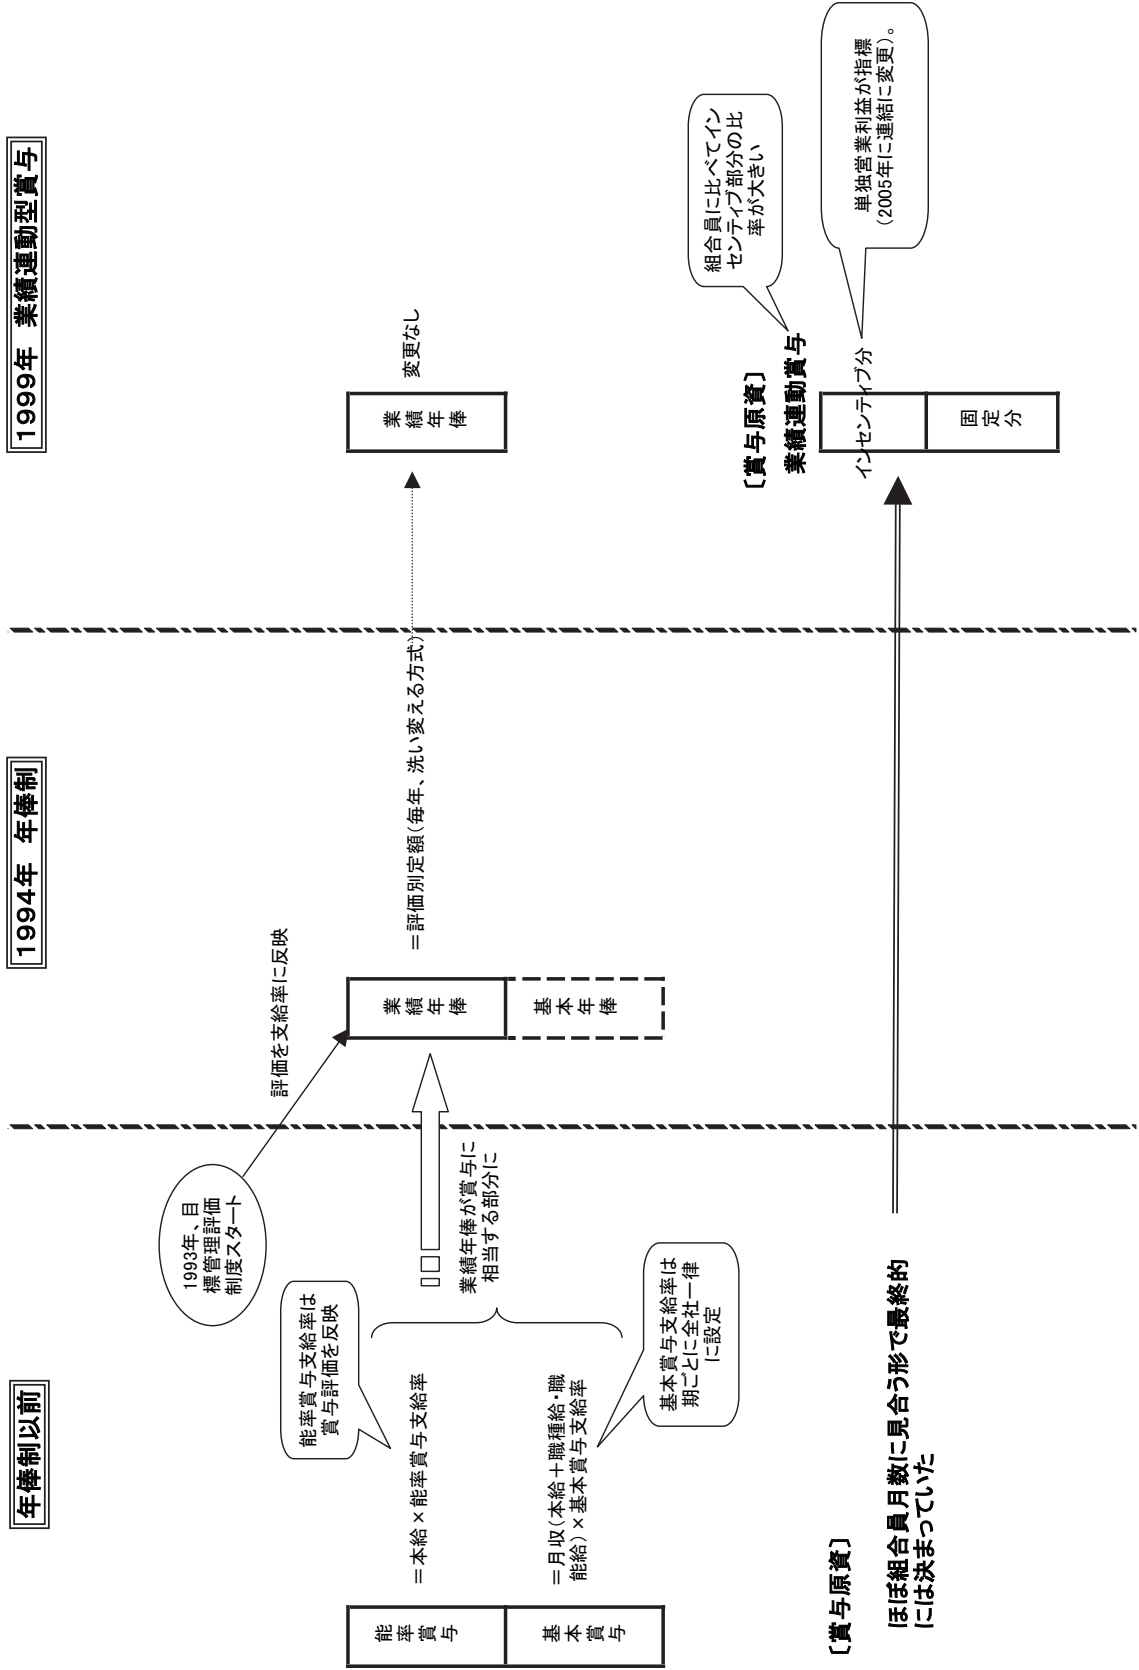 年俸制以前
1994年 年俸制
1999年 業績連動型賞与
1993年、目
標管理評価
制度スタート
評価を支給率に反映
能率賞与支給率は
賞与評価を反映
能率賞与
＝本給×能率賞与支給率
基本賞与
＝月収（本給＋職種給・職
能給）×基本賞与支給率
基本賞与支給率は
期ごとに全社一律
に設定
業績年俸が賞与に
相当する部分に
業績年俸
基本年俸
＝評価別定額（毎年、洗い変える方式）
業績年俸
変更なし
〔賞与原資〕
ほぼ組合員月数に見合う形で最終的
には決まっていた
〔賞与原資〕
業績連動賞与
組合員に比べてイン
センティブ部分の比
率が大きい
インセンティブ分
固定分
単独営業利益が指標
（2005年に連結に変更）。